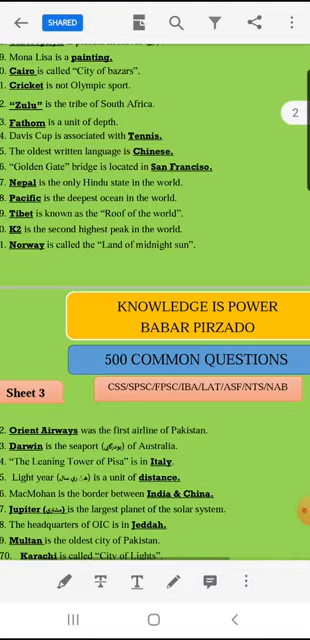 SHARED
9. Mona Lisa is a painting.
0. Cairo is called “City of bazars”.
1. Cricket is not Olympic sport.
2. “Zulu” is the tribe of South Africa.
3. Fathom is a unit of depth.
4. Davis Cup is associated with Tennis.
5. The oldest written language is Chinese.
6. “Golden Gate” bridge is located in San Franciso.
7. Nepal is the only Hindu state in the world.
8. Pacific is the deepest ocean in the world.
9. Tibet is known as the “Roof of the world”.
0. K2 is the second highest peak in the world.
1. Norway is called the “Land of midnight sun”.
2
KNOWLEDGE IS POWER
BABAR PIRZADO
500 COMMON QUESTIONS
Sheet 3
CSS/SPSC/FPSC/IBA/LAT/ASF/NTS/NAB
2. Orient Airways was the first airline of Pakistan.
3. Darwin is the seaport of Australia.
4. “The Leaning Tower of Pisa” is in Italy.
5. Light year is a unit of distance.
6. MacMohan is the border between India & China.
7. Jupiter (مشتری) is the largest planet of the solar system.
8. The headquarters of OIC is in Jeddah.
9. Multan is the oldest city of Pakistan.
70. Karachi is called “City of Lights”.